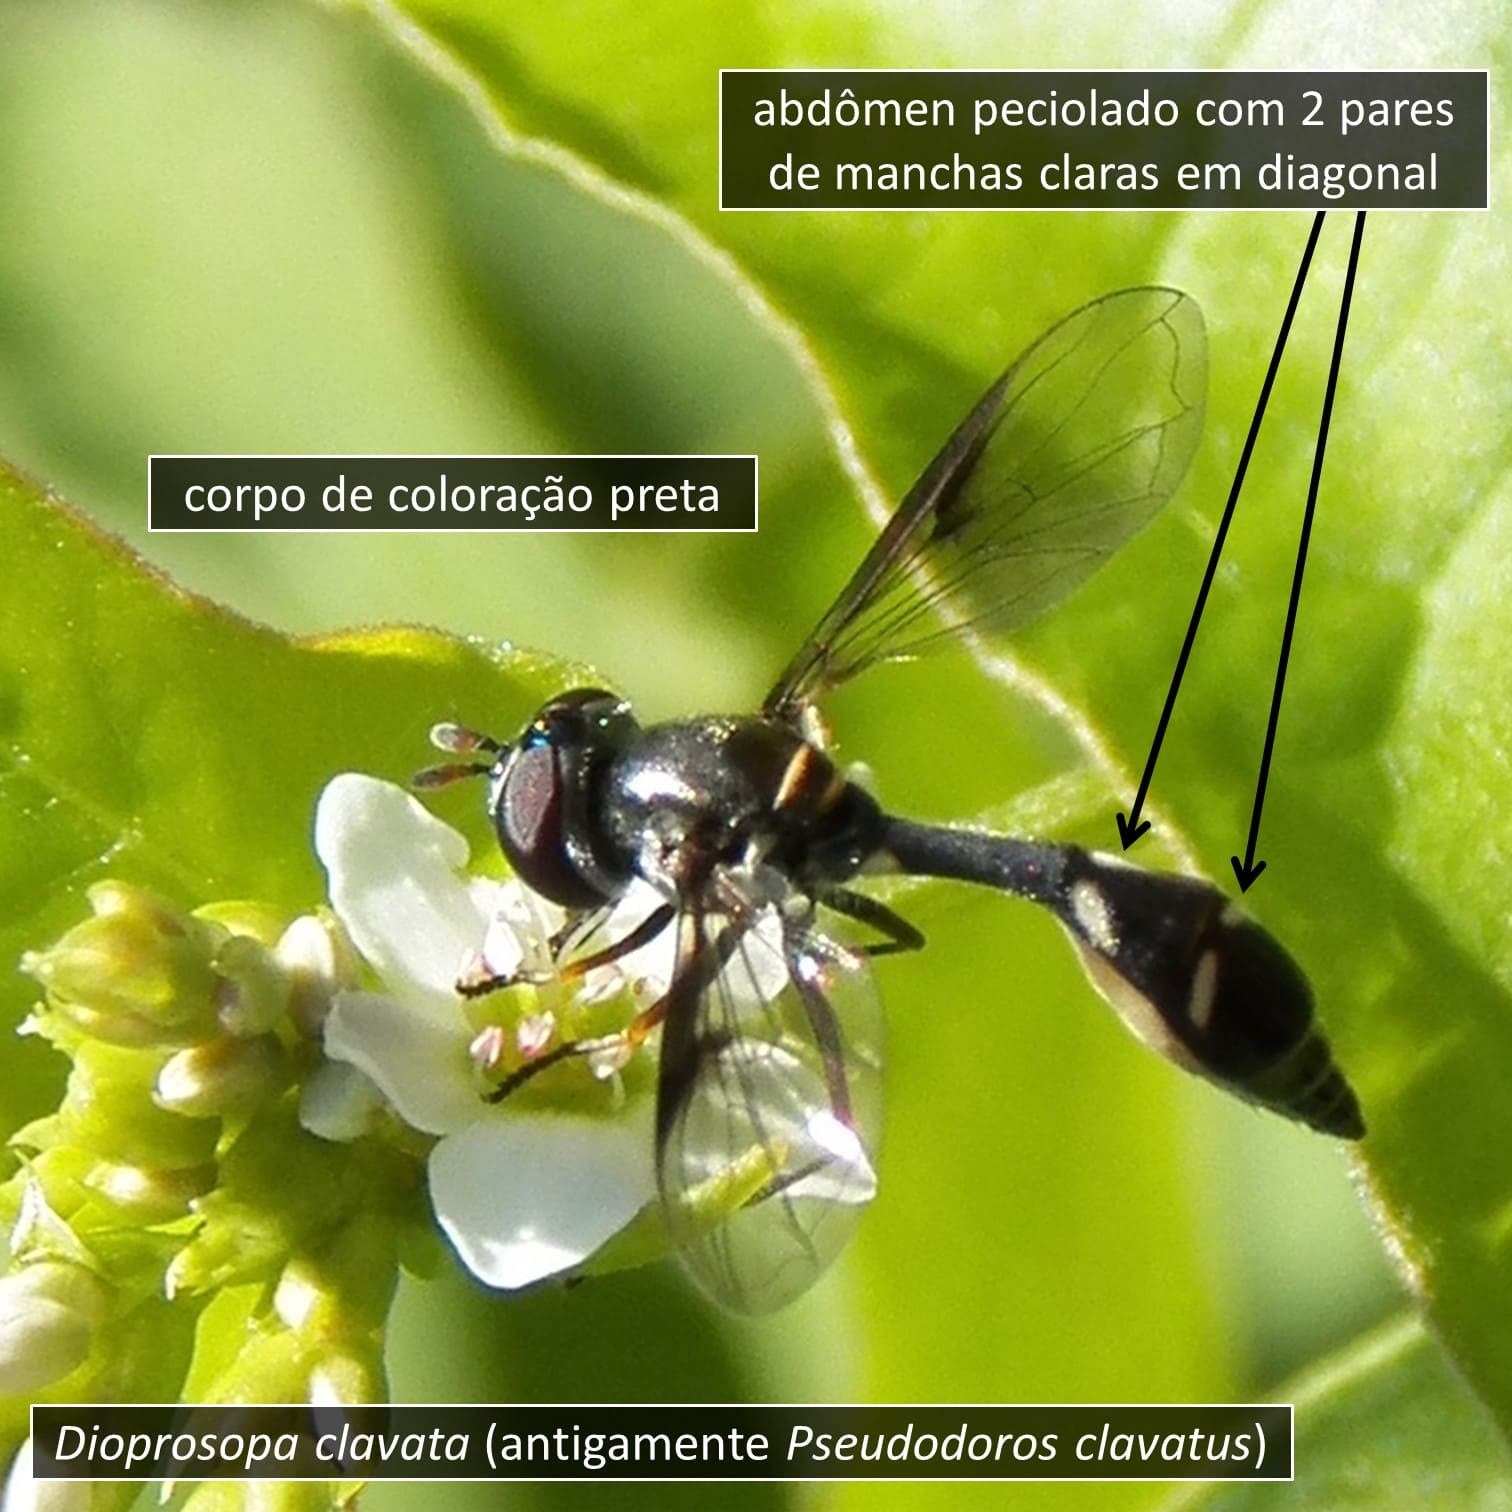 abdômen peciolado com 2 pares
de manchas claras em diagonal
corpo de coloração preta
Dioprosopa clavata (antigamente Pseudodoros clavatus)